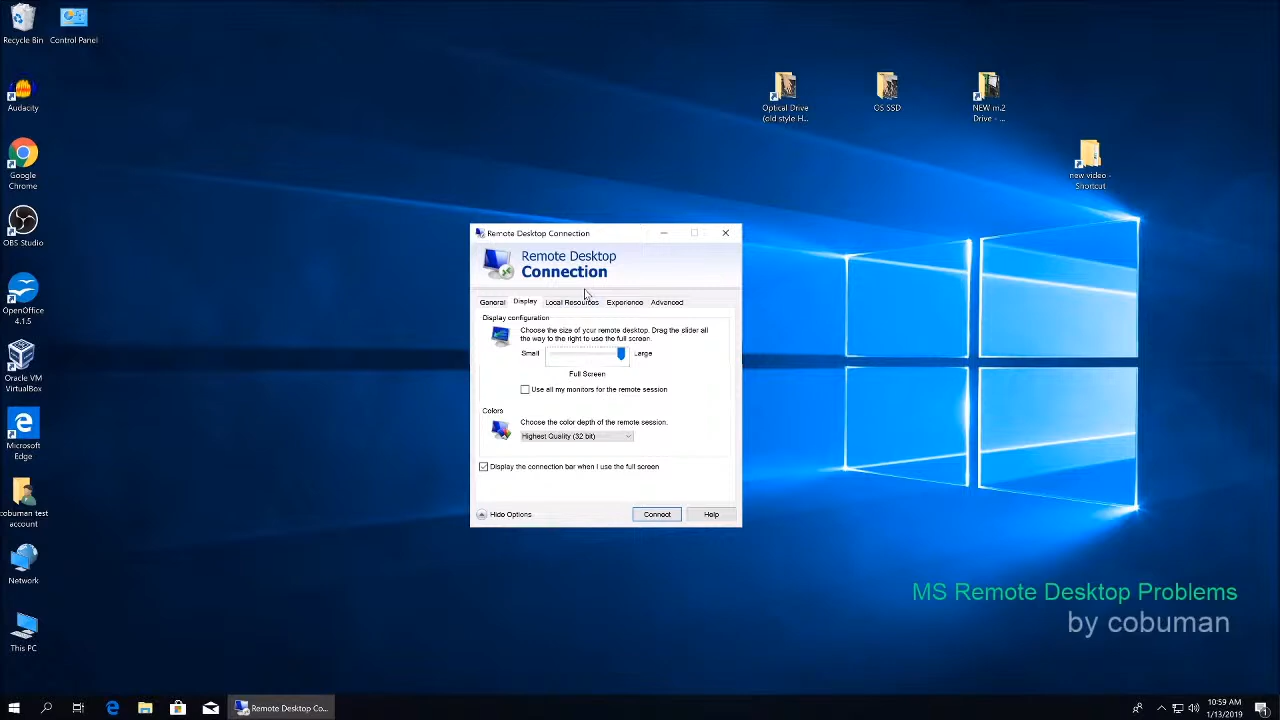 Recycle Bin
Control Panel
Audacity
Google
Chrome
OBS Studio
OpenOffice
4.1.5
Oracle VM
VirtualBox
Microsoft
Edge
coburnan test
account
Network
This PC
Optical Drive
(old style H...
OS SSD
NEW m.2
Drive - ...
new video -
Shortcut
Remote Desktop Connection
Remote Desktop
Connection
General Display Local Resources Experience Advanced
Display configuration
Choose the size of your remote desktop. Drag the slider all
the way to the right to use the full screen.
Small Large
Full Screen
Use all my monitors for the remote session
Colors
Choose the color depth of the remote session.
Highest Quality (32 bit)
Display the connection bar when I use the full screen
Hide Options Connect Help
MS Remote Desktop Problems
by cobuman
Remote Desktop Co...
10:59 AM
1/13/2019
1